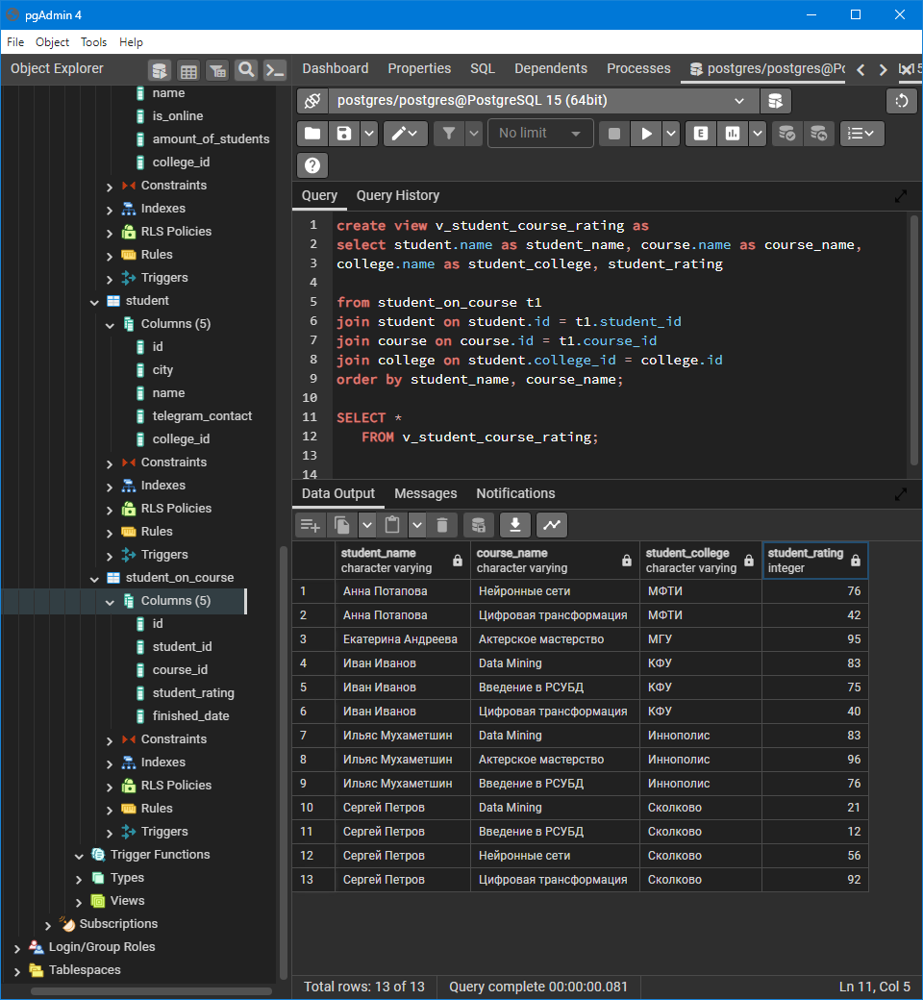 pgAdmin 4
File Object Tools Help
Object Explorer
name
is_online
amount_of_students
college_id
Constraints
Indexes
RLS Policies
Rules
Triggers
student
Columns (5)
id
city
name
telegram_contact
college_id
Constraints
Indexes
RLS Policies
Rules
Triggers
student_on_course
Columns (5)
id
student_id
course_id
student_rating
finished_date
Constraints
Indexes
RLS Policies
Rules
Triggers
Trigger Functions
Types
Views
Subscriptions
Login/Group Roles
Tablespaces
Dashboard Properties SQL Dependents Processes postgres/postgres@Po
postgres/postgres@PostgreSQL 15 (64bit)
No limit
E
Query Query History
1 create view v_student_course_rating as
2 select student.name as student_name, course.name as course_name,
3 college.name as student_college, student_rating
4
5 from student_on_course t1
6 join student on student.id = t1.student_id
7 join course on course.id = t1.course_id
8 join college on student.college_id = college.id
9 order by student_name, course_name;
10
11 SELECT *
12 FROM v_student_course_rating;
13
14
Data Output Messages Notifications
student_name course_name student_college student_rating
character varying character varying character varying integer
1 Анна Потапова Нейронные сети МФТИ 76
2 Анна Потапова Цифровая трансформация МФТИ 42
3 Екатерина Андреева Актерское мастерство МГУ 95
4 Иван Иванов Data Mining КФУ 83
5 Иван Иванов Введение в РСУБД КФУ 75
6 Иван Иванов Цифровая трансформация КФУ 40
7 Ильяс Мухаметшин Data Mining Иннополис 83
8 Ильяс Мухаметшин Актерское мастерство Иннополис 96
9 Ильяс Мухаметшин Введение в РСУБД Иннополис 76
10 Сергей Петров Data Mining Сколково 21
11 Сергей Петров Введение в РСУБД Сколково 12
12 Сергей Петров Нейронные сети Сколково 56
13 Сергей Петров Цифровая трансформация Сколково 92
Total rows: 13 of 13 Query complete 00:00:00.081 Ln 11, Col 5